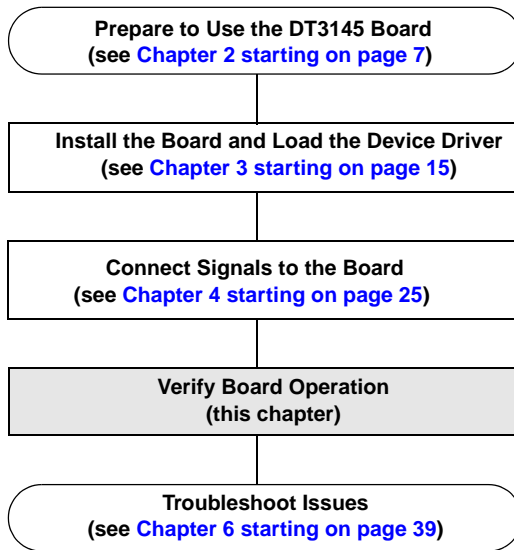 Prepare to Use the DT3145 Board
(see Chapter 2 starting on page 7)
Install the Board and Load the Device Driver
(see Chapter 3 starting on page 15)
Connect Signals to the Board
(see Chapter 4 starting on page 25)
Verify Board Operation
(this chapter)
Troubleshoot Issues
(see Chapter 6 starting on page 39)